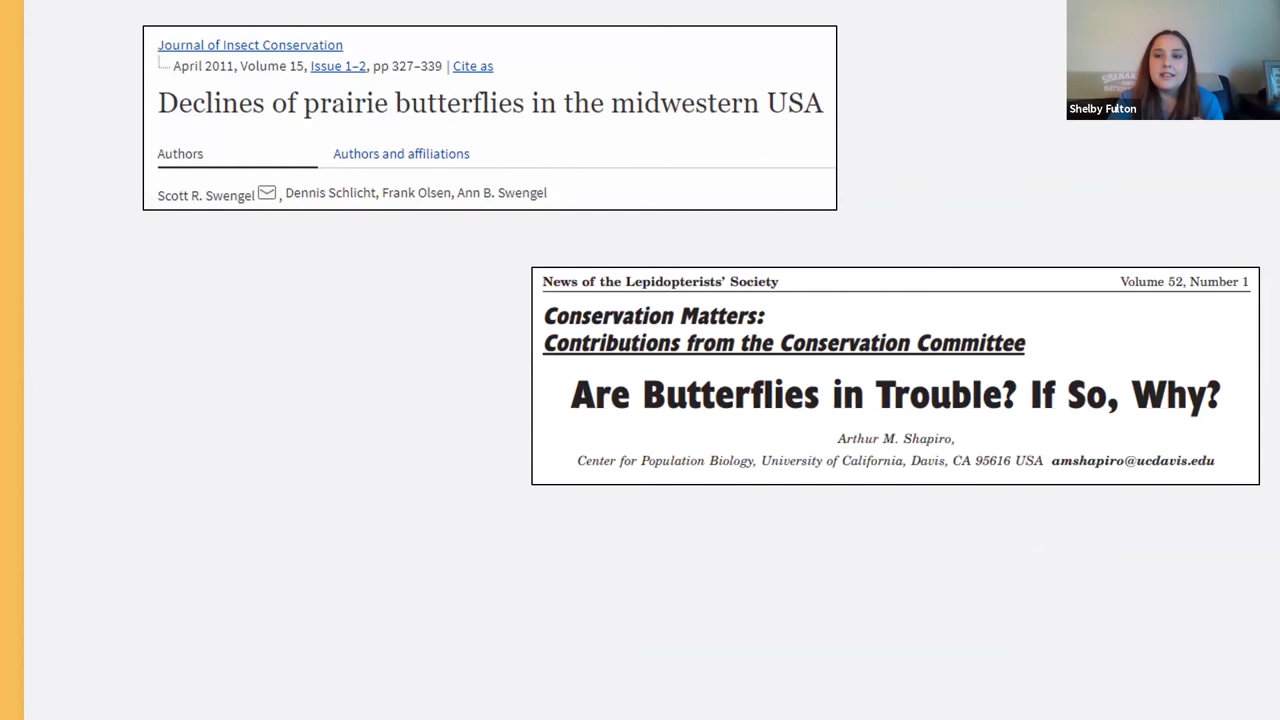 Journal of Insect Conservation
April 2011, Volume 15, Issue 1–2, pp 327–339 | Cite as
Declines of prairie butterflies in the midwestern USA
Authors Authors and affiliations
Scott R. Swengel , Dennis Schlicht, Frank Olsen, Ann B. Swengel
Shelby Fulton
News of the Lepidopterists' Society Volume 52, Number 1
Conservation Matters:
Contributions from the Conservation Committee
Are Butterflies in Trouble? If So, Why?
Arthur M. Shapiro,
Center for Population Biology, University of California, Davis, CA 95616 USA amshapiro@ucdavis.edu